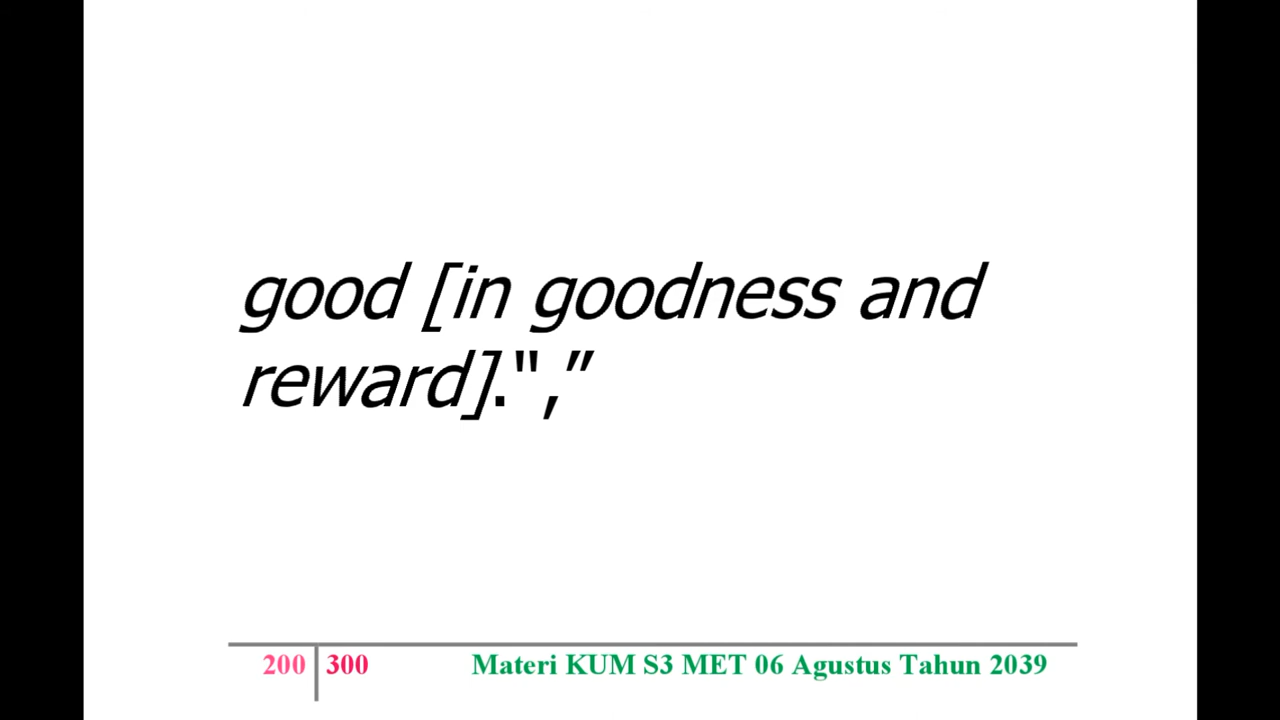 good [in goodness and
reward].“,”
200 300 Materi KUM S3 MET 06 Agustus Tahun 2039